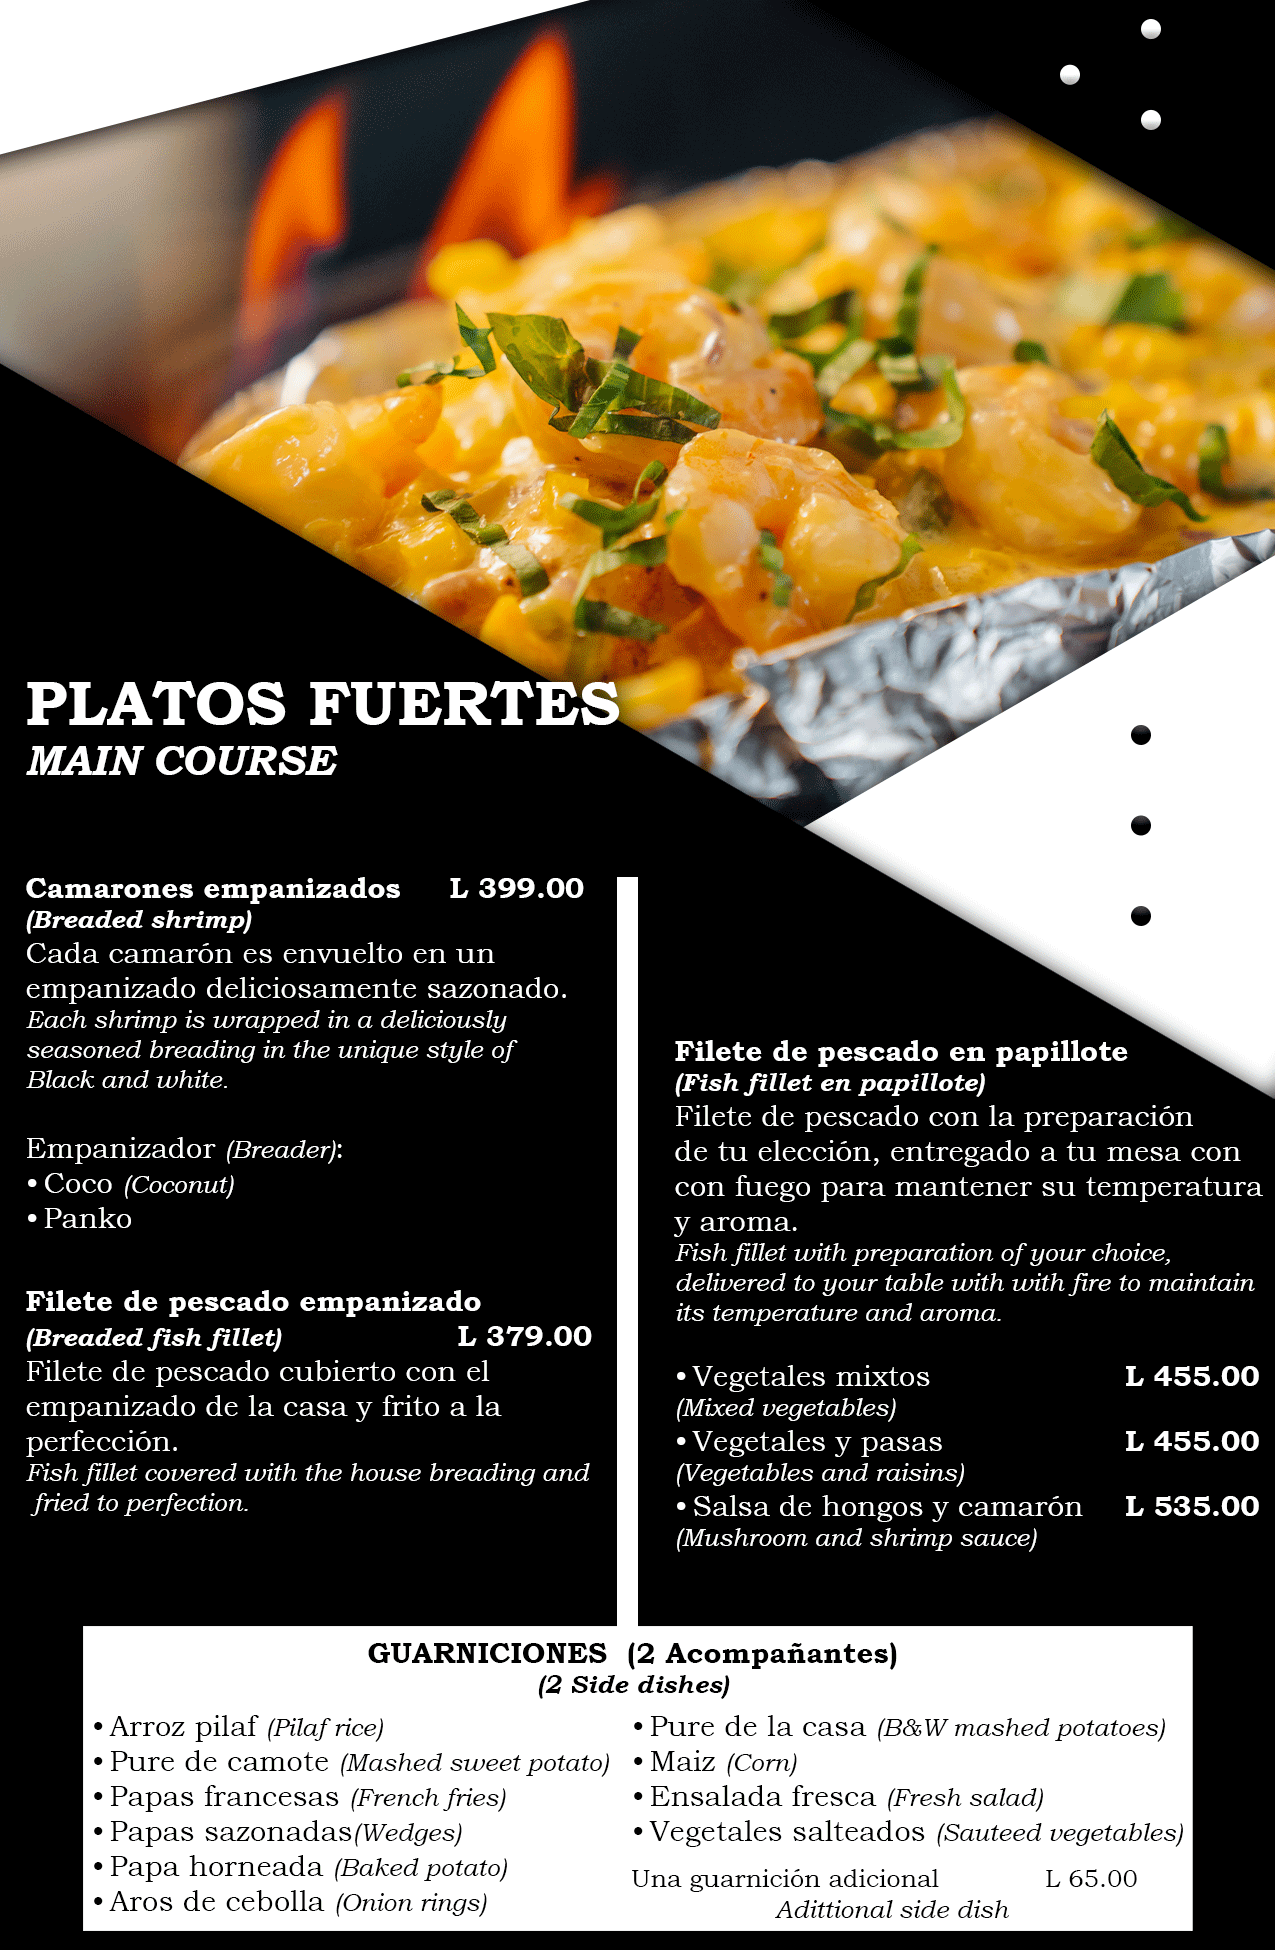 PLATOS FUERTES
MAIN COURSE
Camarones empanizados L 399.00
(Breaded shrimp)
Cada camarón es envuelto en un
empanizado deliciosamente sazonado.
Each shrimp is wrapped in a deliciously
seasoned breading in the unique style of
Black and white.
Empanizador (Breader):
• Coco (Coconut)
• Panko
Filete de pescado empanizado
(Breaded fish fillet) L 379.00
Filete de pescado cubierto con el
empanizado de la casa y frito a la
perfección.
Fish fillet covered with the house breading and
fried to perfection.
Filete de pescado en papillote
(Fish fillet en papillote)
Filete de pescado con la preparación
de tu elección, entregado a tu mesa con
con fuego para mantener su temperatura
y aroma.
Fish fillet with preparation of your choice,
delivered to your table with with fire to maintain
its temperature and aroma.
• Vegetales mixtos L 455.00
(Mixed vegetables)
• Vegetales y pasas L 455.00
(Vegetables and raisins)
• Salsa de hongos y camarón L 535.00
(Mushroom and shrimp sauce)
GUARNICIONES (2 Acompañantes)
(2 Side dishes)
• Arroz pilaf (Pilaf rice)
• Pure de camote (Mashed sweet potato)
• Papas francesas (French fries)
• Papas sazonadas(Wedges)
• Papa horneada (Baked potato)
• Aros de cebolla (Onion rings)
• Pure de la casa (B&W mashed potatoes)
• Maiz (Corn)
• Ensalada fresca (Fresh salad)
• Vegetales salteados (Sauteed vegetables)
Una guarnición adicional L 65.00
Adittional side dish